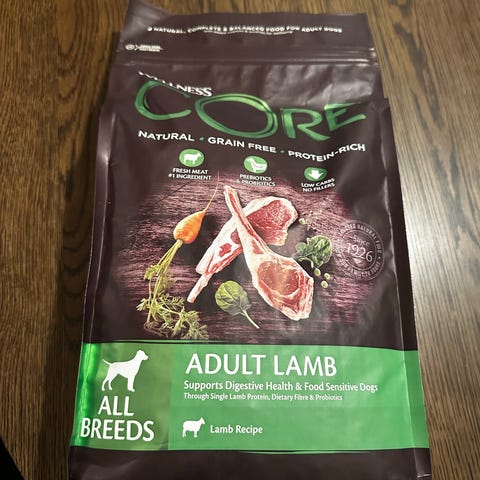 NATURAL, COMPLETE & BALANCED FOOD FOR ADULT DOGS
WELLNESS
CORE
NATURAL • GRAIN FREE • PROTEIN-RICH
FRESH MEAT
#1 INGREDIENT
PREBIOTICS
& PROBIOTICS
LOW CARBS
NO FILLERS
SINCE
1926
ADULT LAMB
Supports Digestive Health & Food Sensitive Dogs
Through Single Lamb Protein, Dietary Fibre & Probiotics
ALL
BREEDS
Lamb Recipe